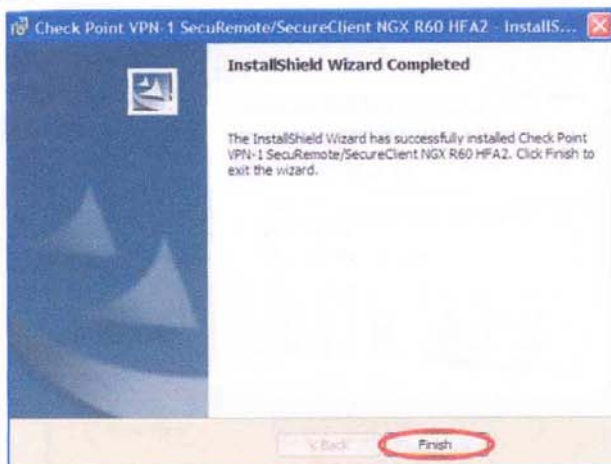 Check Point VPN-1 SecuRemote/SecureClient NGX R60 HFA2 - InstallS...
InstallShield Wizard Completed
The InstallShield Wizard has successfully installed Check Point
VPN-1 SecuRemote/SecureClient NGX R60 HFA2. Click Finish to
exit the wizard.
< Back
Finish